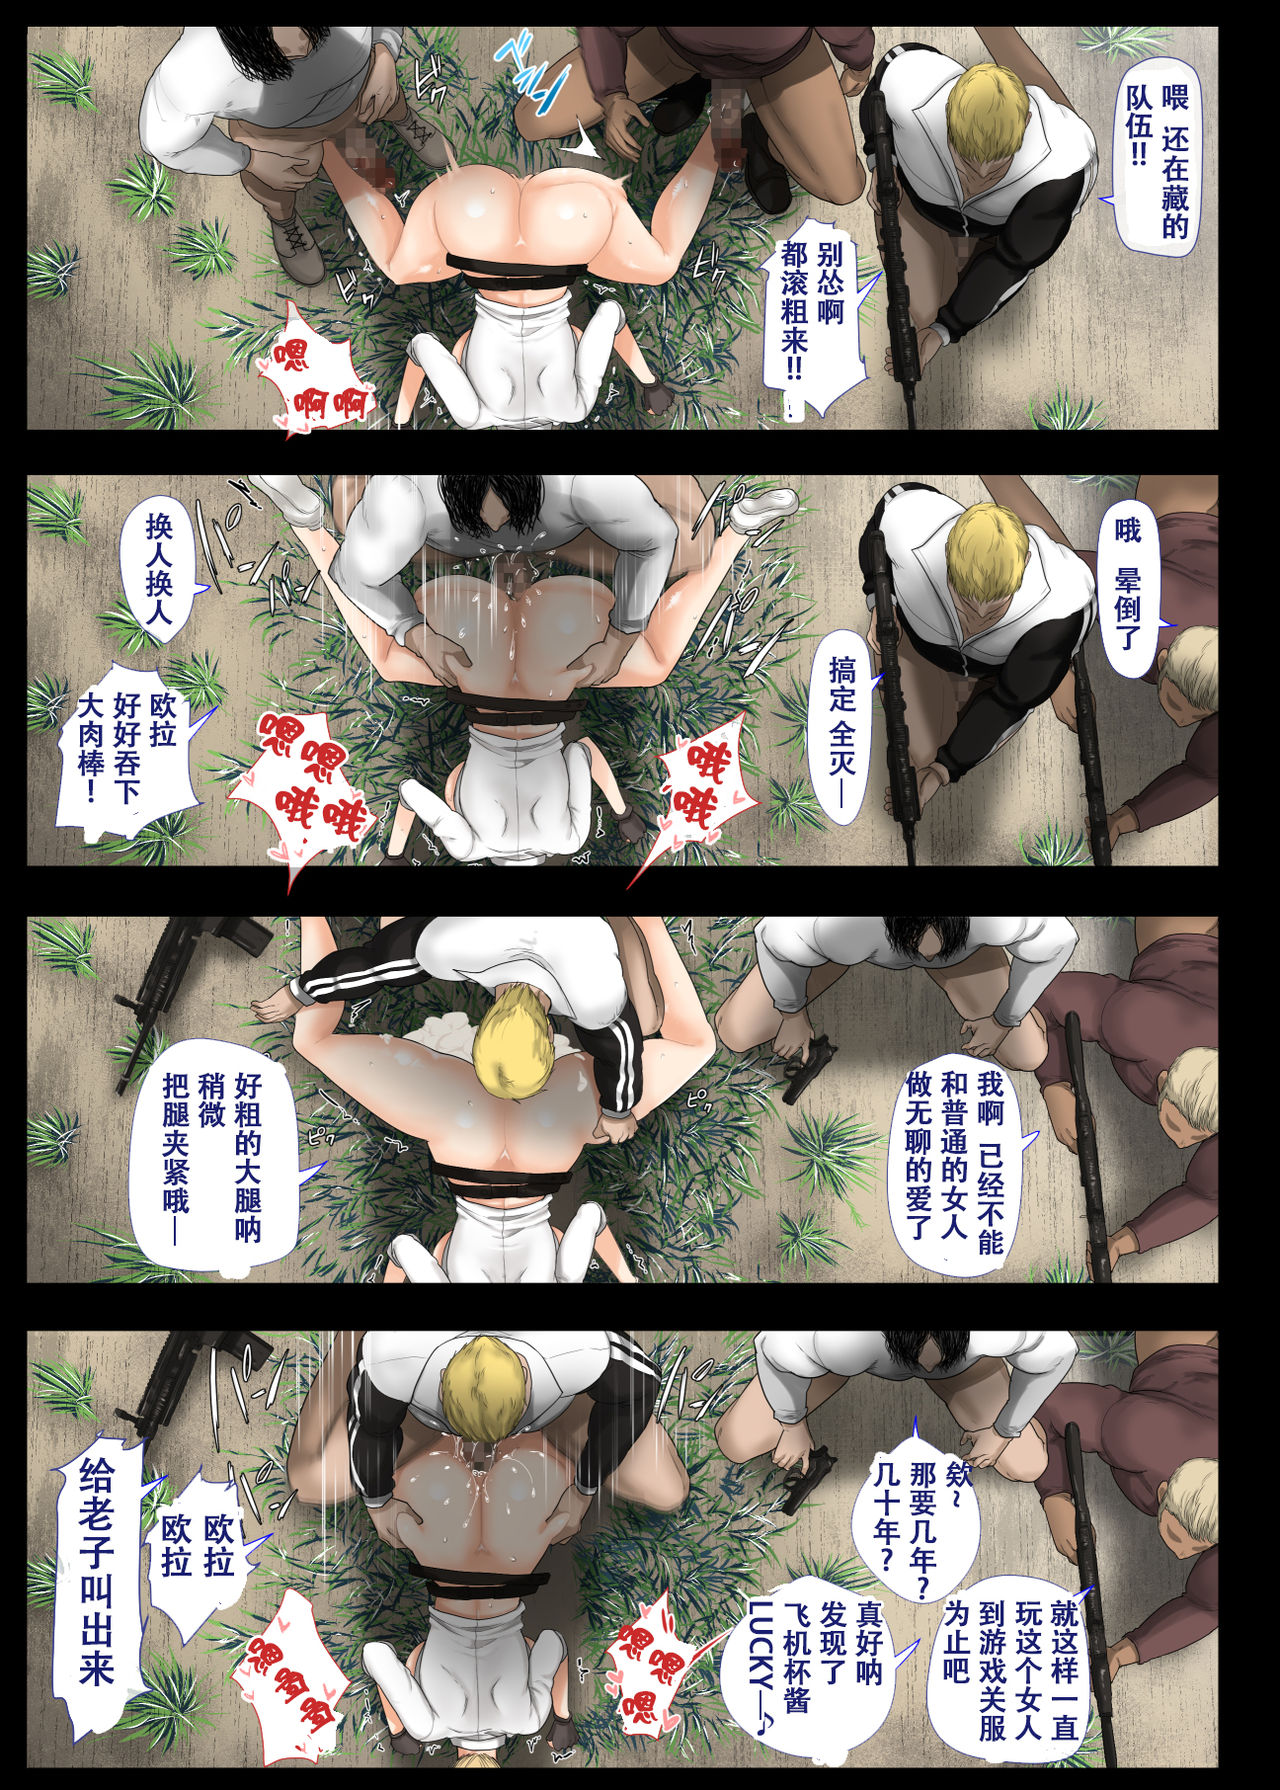 喂 还在藏的
队伍!!
别怂啊
都滚粗来!!
嗯
啊啊
哦 晕倒了
搞定 全灭—
换人换人
欧拉
好好吞下
大肉棒！
哦哦
嗯嗯
哦哦
我啊 已经不能
和普通的女人
做无聊的爱了
好粗的大腿呐
稍微
把腿夹紧哦—
ピク
ピク
欸~
那要几年?
几十年?
就这样一直
玩这个女人
到游戏关服
为止吧
真好呐
发现了
飞机杯酱
LUCKY—♪
欧拉
欧拉
给老子叫出来
嗯嗯
嗯